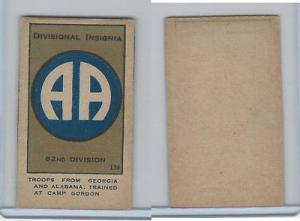 DIVISIONAL INSIGNIA
AA
82ND DIVISION
TROOPS FROM GEORGIA
AND ALABAMA. TRAINED
AT CAMP GORDON